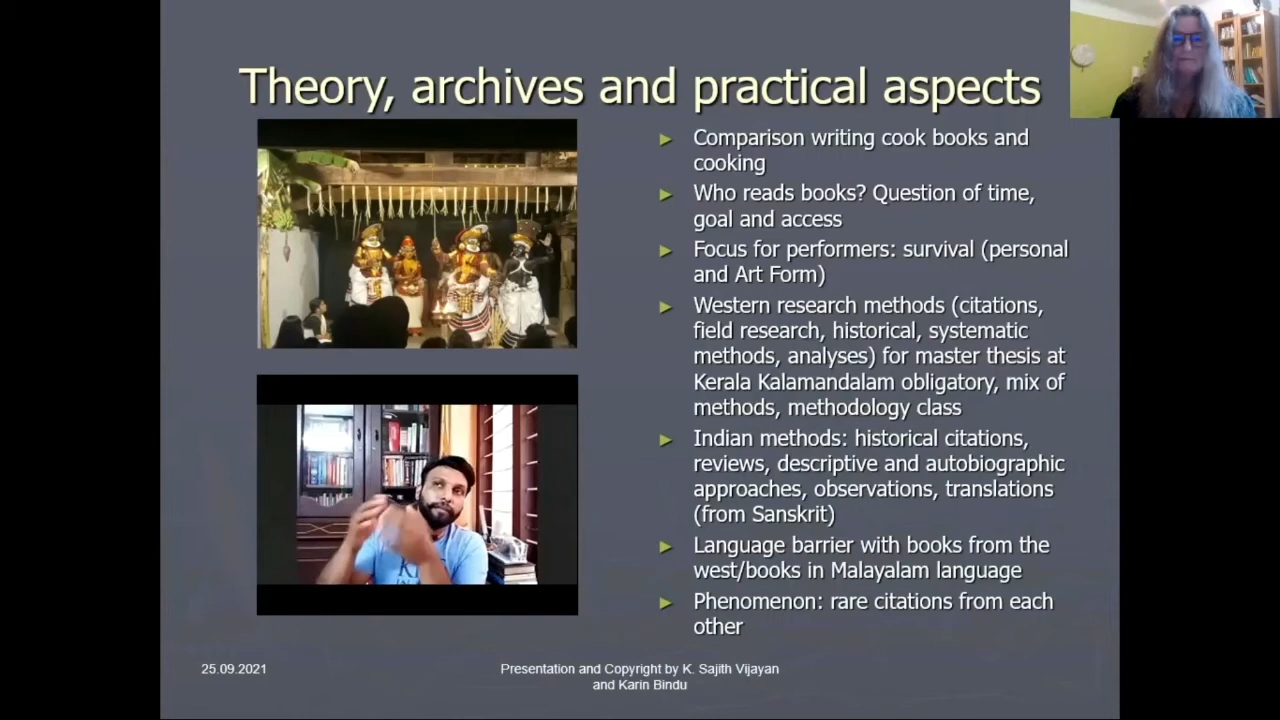 Theory, archives and practical aspects
Comparison writing cook books and
cooking
Who reads books? Question of time,
goal and access
Focus for performers: survival (personal
and Art Form)
Western research methods (citations,
field research, historical, systematic
methods, analyses) for master thesis at
Kerala Kalamandalam obligatory, mix of
methods, methodology class
Indian methods: historical citations,
reviews, descriptive and autobiographic
approaches, observations, translations
(from Sanskrit)
Language barrier with books from the
west/books in Malayalam language
Phenomenon: rare citations from each
other
25.09.2021
Presentation and Copyright by K. Sajith Vijayan
and Karin Bindu